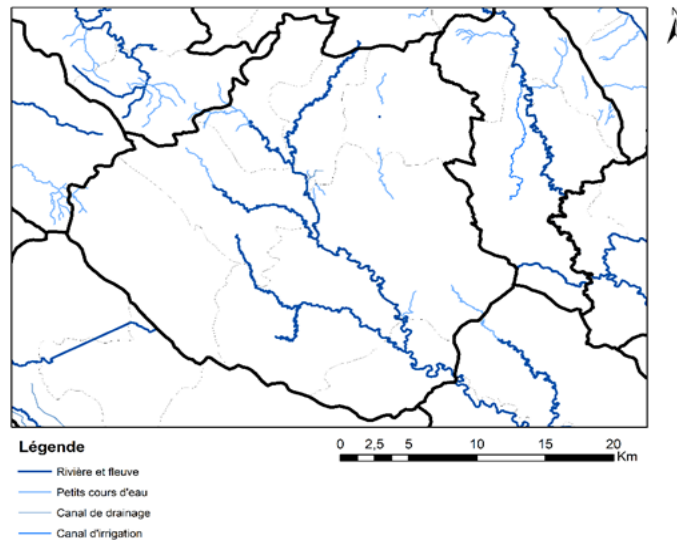 N
Légende
Rivière et fleuve
Petits cours d'eau
Canal de drainage
Canal d'irrigation
0 2,5 5 10 15 20
Km